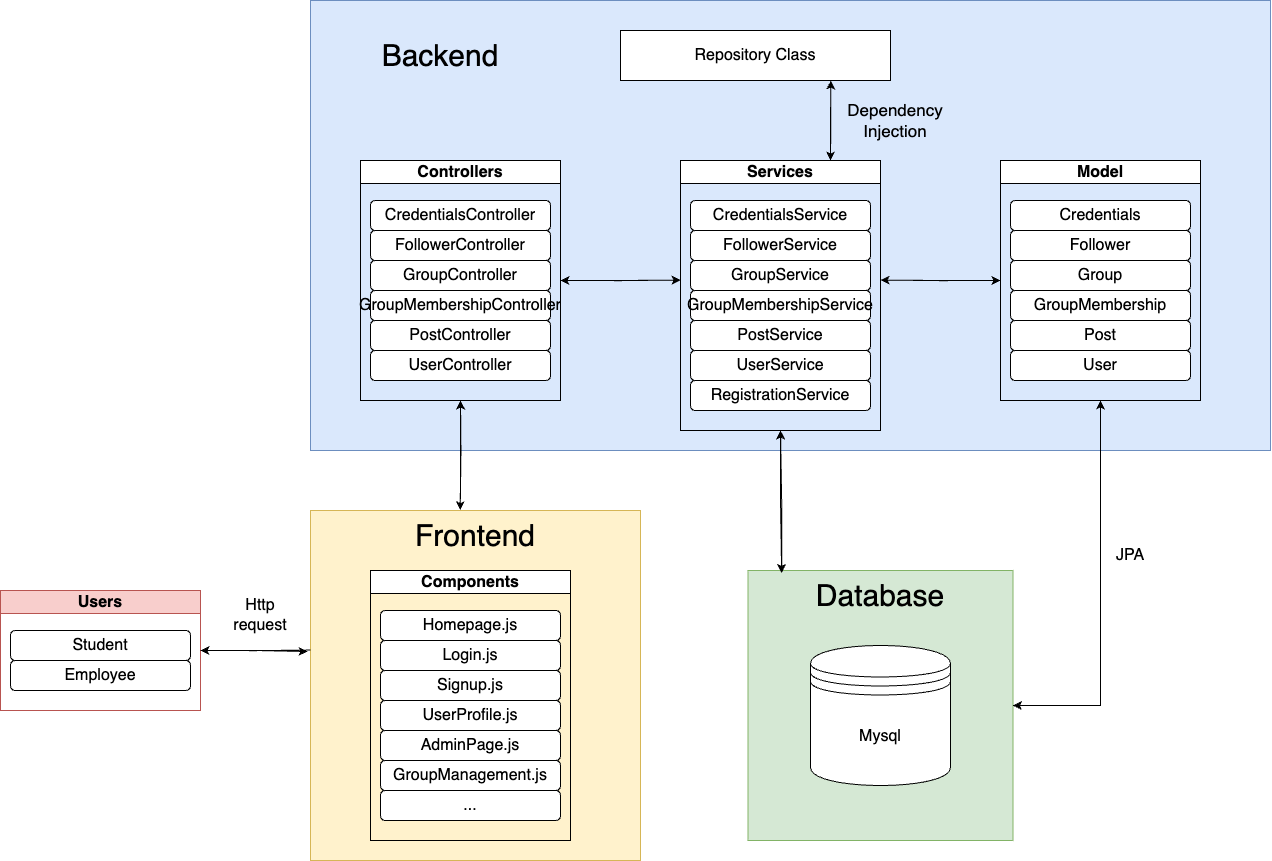 Backend
Repository Class
Dependency
Injection
Controllers
CredentialsController
FollowerController
GroupController
GroupMembershipController
PostController
UserController
Services
CredentialsService
FollowerService
GroupService
GroupMembershipService
PostService
UserService
RegistrationService
Model
Credentials
Follower
Group
GroupMembership
Post
User
Users
Student
Employee
Http
request
Frontend
Components
Homepage.js
Login.js
Signup.js
UserProfile.js
AdminPage.js
GroupManagement.js
...
Database
Mysql
JPA